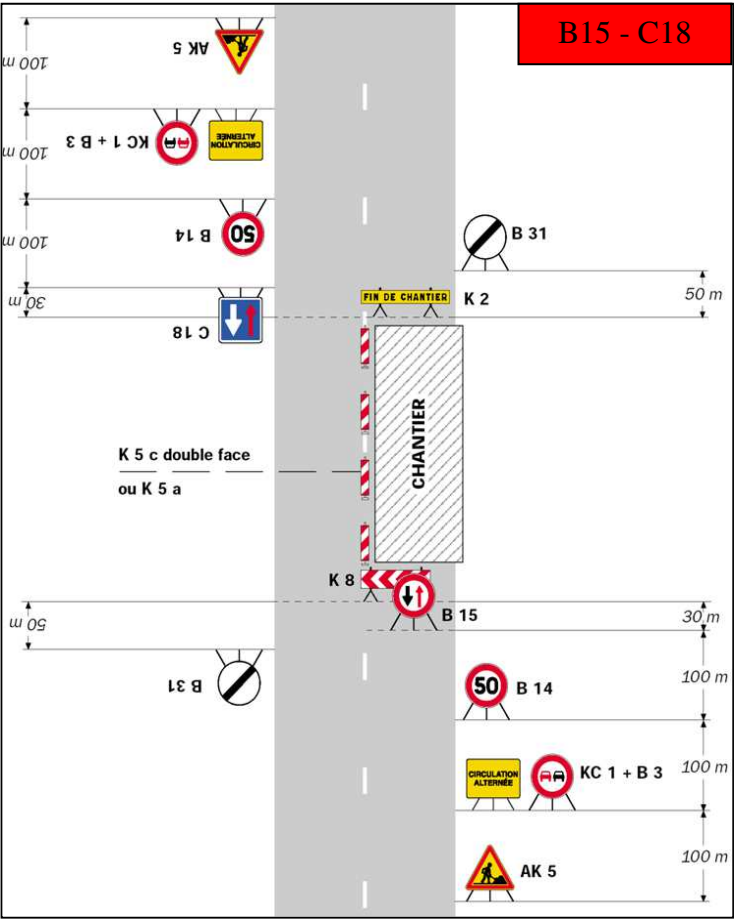 B15 - C18
AK 5
100 m
CIRCULATION
ALTERNÉE
KC 1 + B 3
100 m
50
B 14
100 m
B 31
30 m
C 18
FIN DE CHANTIER
K 2
50 m
CHANTIER
K 5 c double face
ou K 5 a
K 8
B 15
50 m
30 m
B 31
50
B 14
100 m
CIRCULATION
ALTERNÉE
KC 1 + B 3
100 m
AK 5
100 m